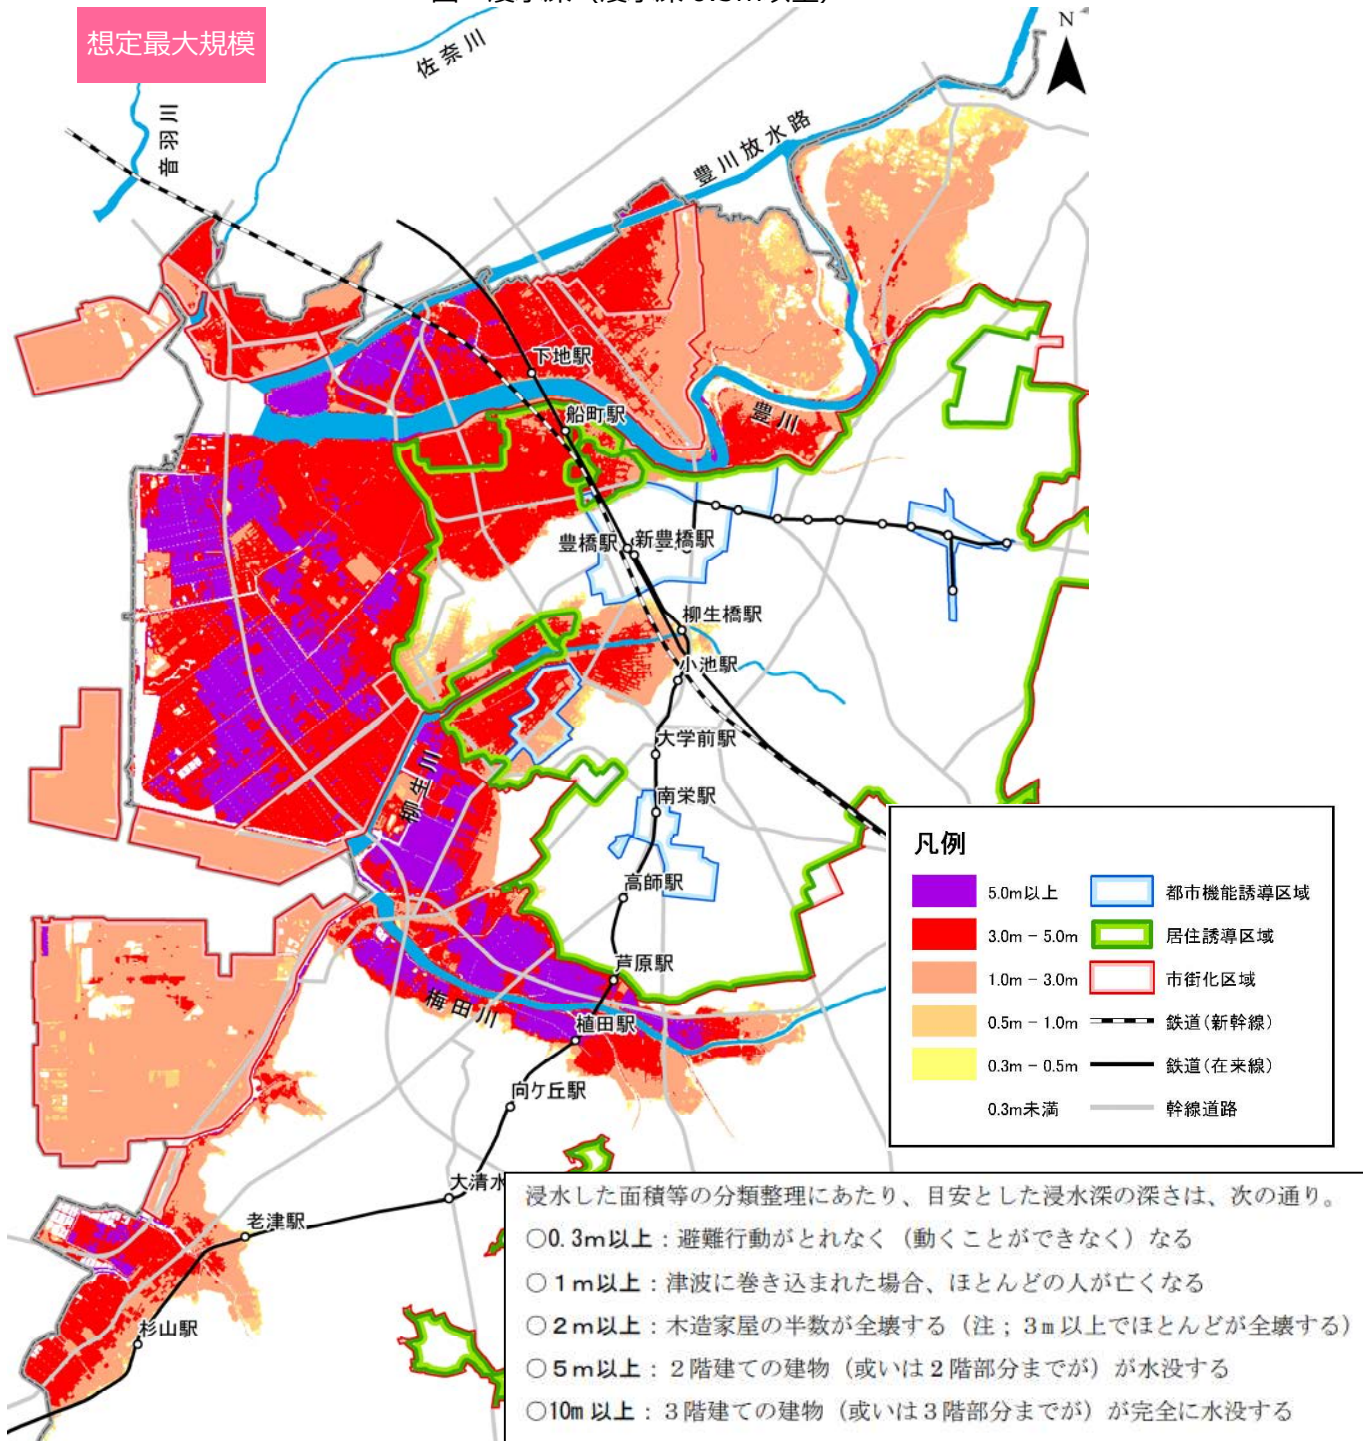 想定最大規模
N
佐奈川
音羽川
豊川放水路
下地駅
船町駅
豊川
豊橋駅
新豊橋駅
柳生橋駅
小池駅
大学前駅
柳生川
南栄駅
高師駅
芦原駅
梅田川
植田駅
向ケ丘駅
大清水
老津駅
杉山駅
凡例
5.0m以上
都市機能誘導区域
3.0m - 5.0m
居住誘導区域
1.0m - 3.0m
市街化区域
0.5m - 1.0m
鉄道(新幹線)
0.3m - 0.5m
鉄道(在来線)
0.3m未満
幹線道路
浸水した面積等の分類整理にあたり、目安とした浸水深の深さは、次の通り。
○0.3m以上：避難行動がとれなく（動くことができなく）なる
○１m以上：津波に巻き込まれた場合、ほとんどの人が亡くなる
○２m以上：木造家屋の半数が全壊する（注；3m以上でほとんどが全壊する）
○５m以上：２階建ての建物（或いは２階部分までが）が水没する
○10m以上：３階建ての建物（或いは３階部分までが）が完全に水没する